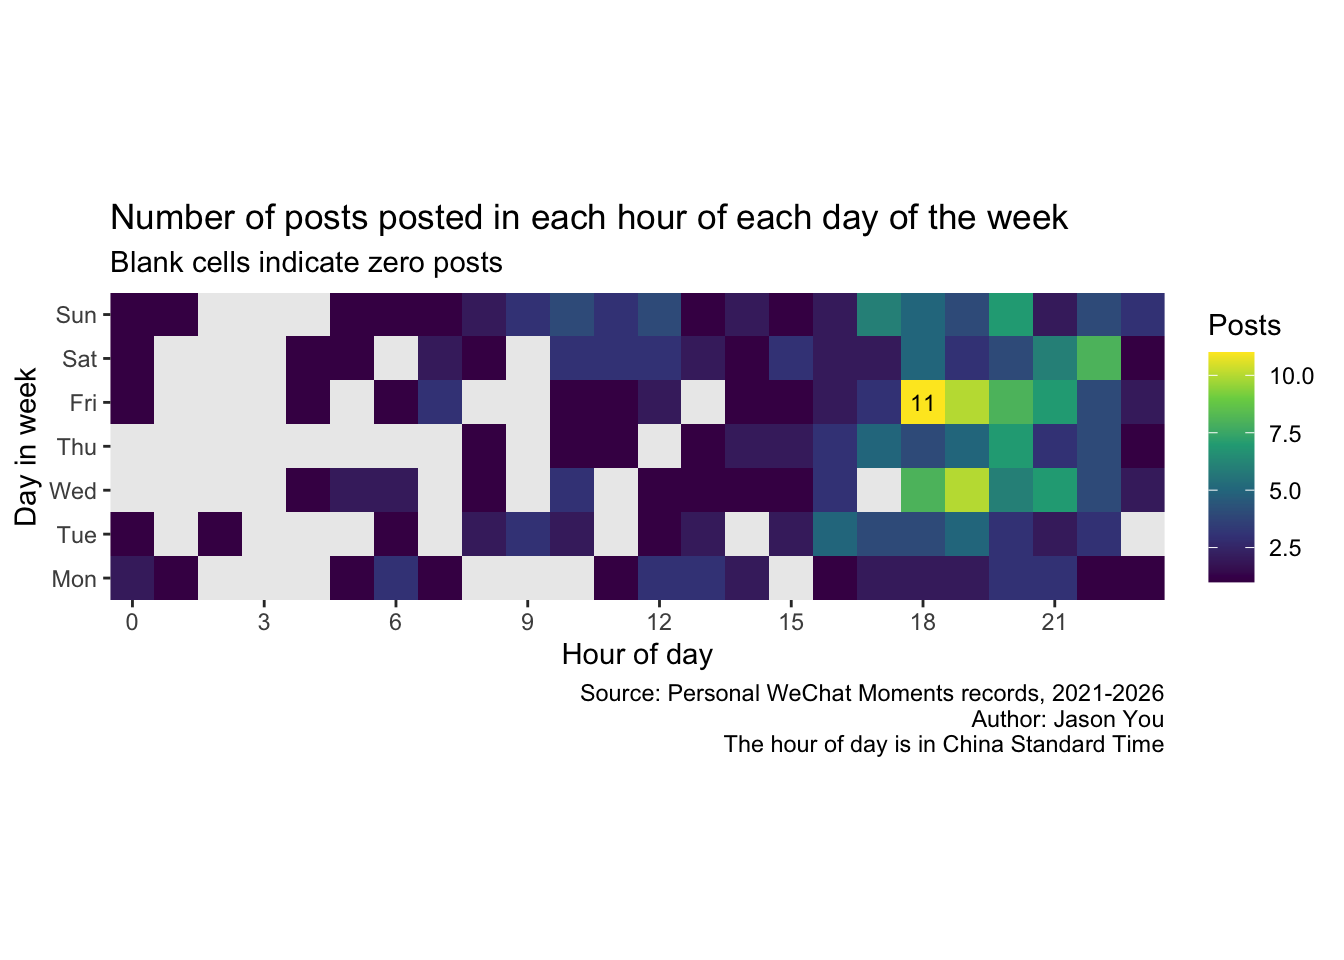 Number of posts posted in each hour of each day of the week
Blank cells indicate zero posts
Day in week
Sun
Sat
Fri
Thu
Wed
Tue
Mon
11
0 3 6 9 12 15 18 21
Hour of day
Posts
10.0
7.5
5.0
2.5
Source: Personal WeChat Moments records, 2021-2026
Author: Jason You
The hour of day is in China Standard Time